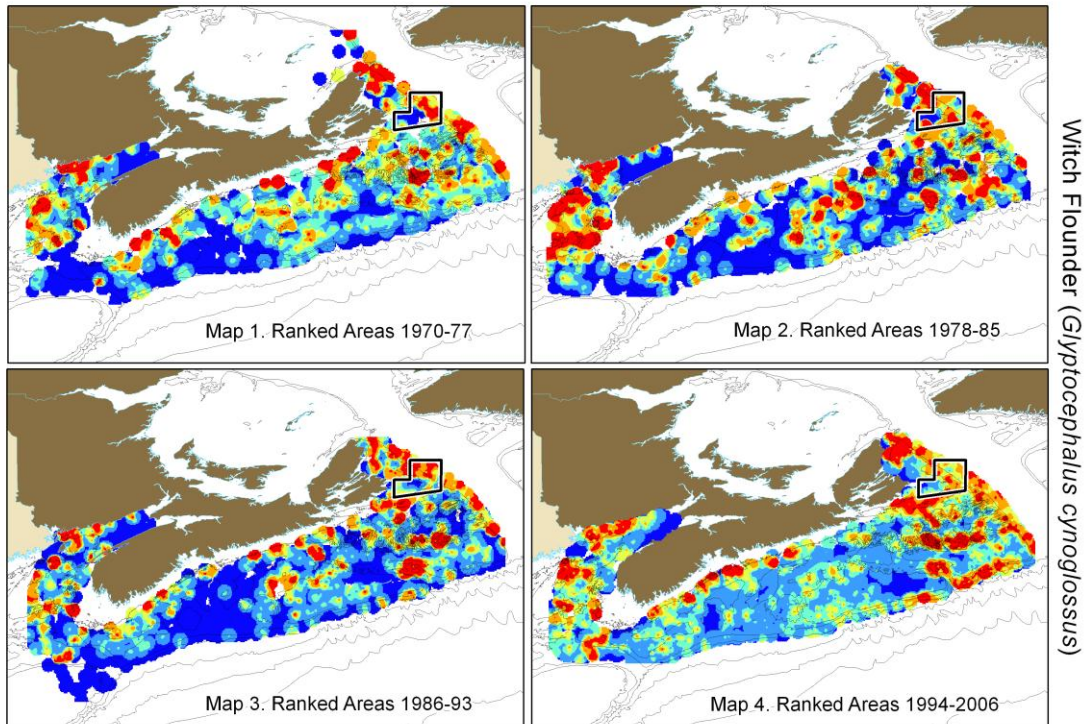 Map 1. Ranked Areas 1970-77
Map 2. Ranked Areas 1978-85
Map 3. Ranked Areas 1986-93
Map 4. Ranked Areas 1994-2006
Witch Flounder (Glyptocephalus cynoglossus)